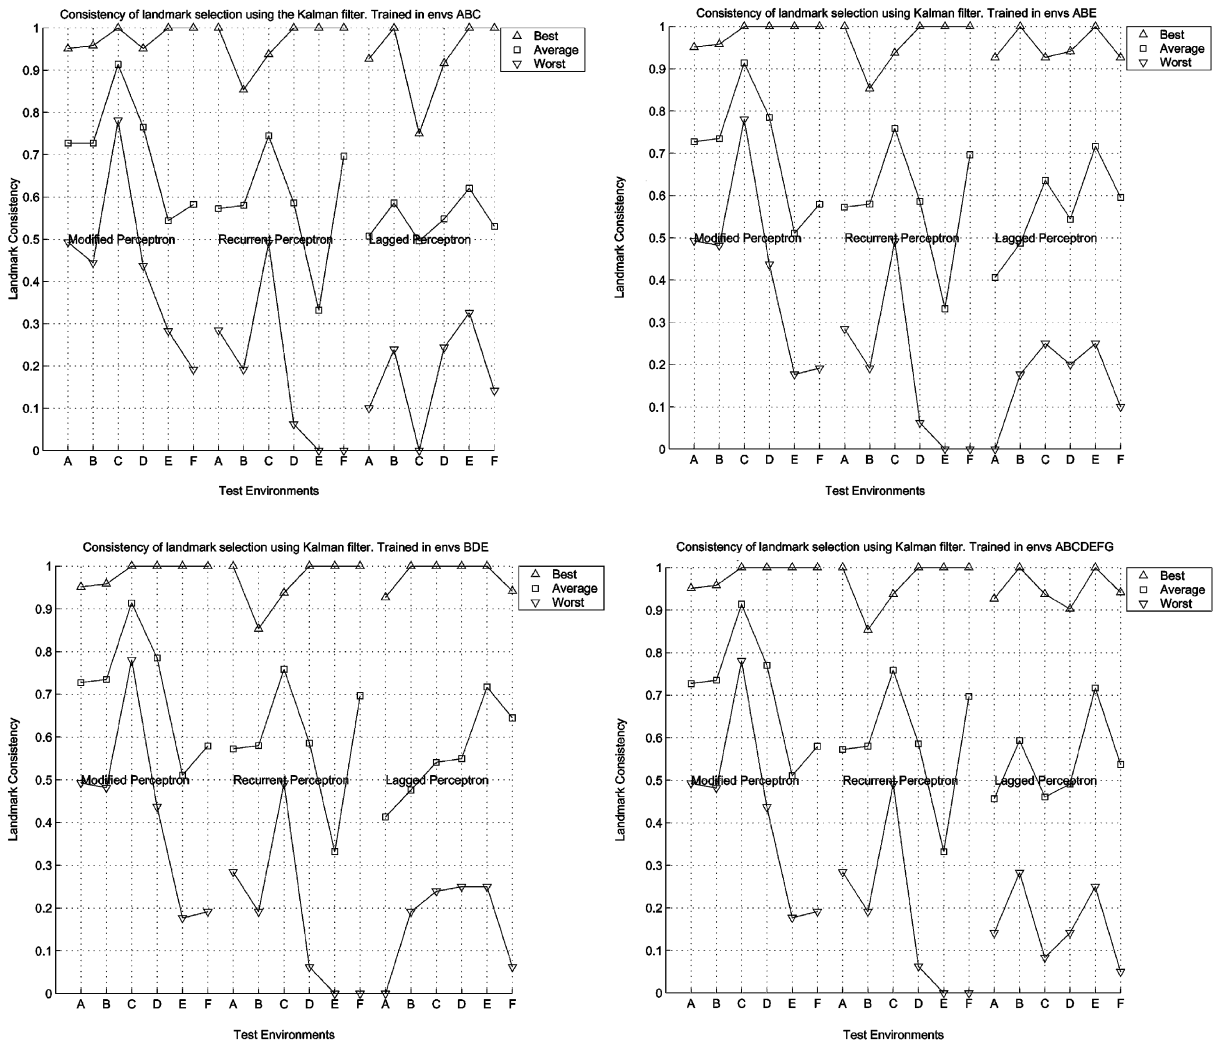 Consistency of landmark selection using the Kalman filter. Trained in envs ABC
Best
Average
Worst
1
0.9
0.8
0.7
0.6
0.5
0.4
0.3
0.2
0.1
0
Landmark Consistency
Modified Perceptron
Recurrent Perceptron
Lagged Perceptron
A B C D E F A B C D E F A B C D E F
Test Environments
Consistency of landmark selection using Kalman filter. Trained in envs ABE
Best
Average
Worst
1
0.9
0.8
0.7
0.6
0.5
0.4
0.3
0.2
0.1
0
Landmark Consistency
Modified Perceptron
Recurrent Perceptron
Lagged Perceptron
A B C D E F A B C D E F A B C D E F
Test Environments
Consistency of landmark selection using Kalman filter. Trained in envs BDE
Best
Average
Worst
1
0.9
0.8
0.7
0.6
0.5
0.4
0.3
0.2
0.1
0
Landmark Consistency
Modified Perceptron
Recurrent Perceptron
Lagged Perceptron
A B C D E F A B C D E F A B C D E F
Test Environments
Consistency of landmark selection using Kalman filter. Trained in envs ABCDEFG
Best
Average
Worst
1
0.9
0.8
0.7
0.6
0.5
0.4
0.3
0.2
0.1
0
Landmark Consistency
Modified Perceptron
Recurrent Perceptron
Lagged Perceptron
A B C D E F A B C D E F A B C D E F
Test Environments